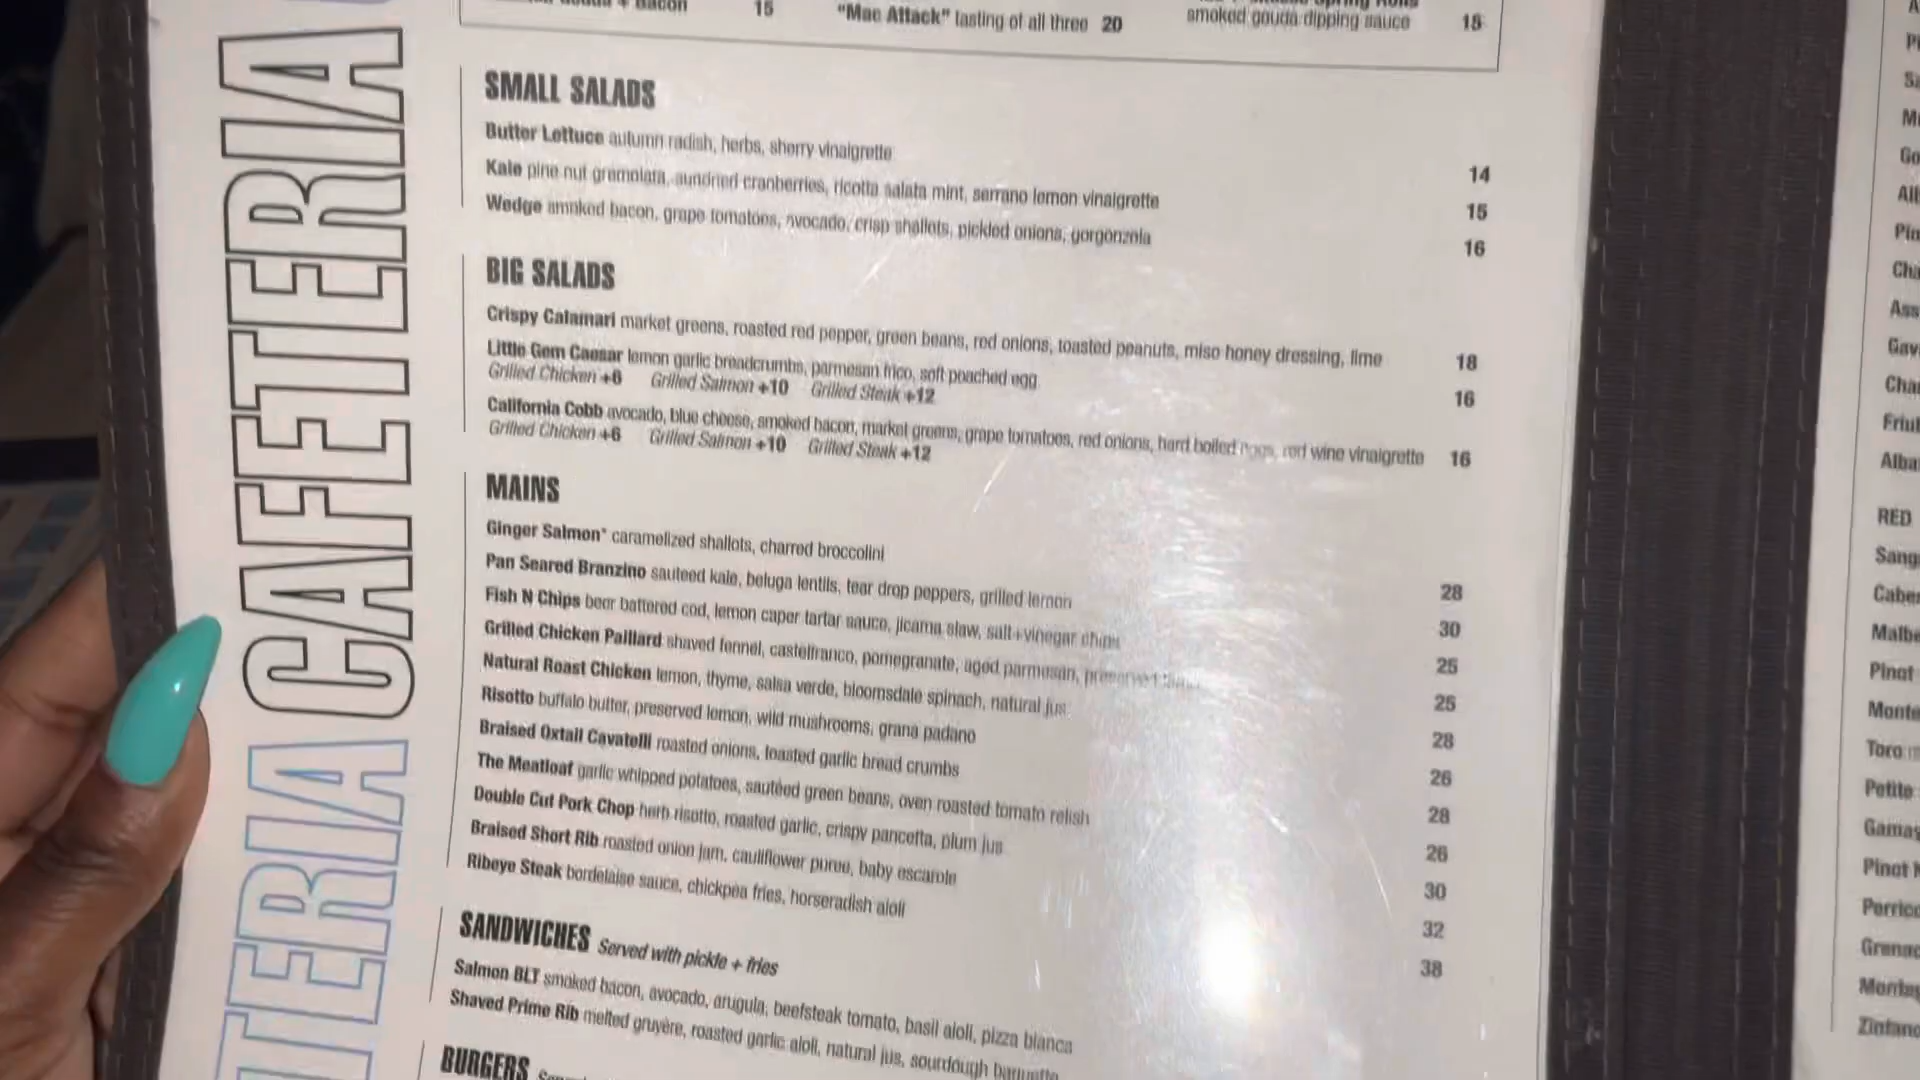 Bacon 15
"Mac Attack" tasting of all three 20
smoked gouda dipping sauce 15
CAFETERIA
TERIA
SMALL SALADS
Butter Lettuce autumn radish, herbs, sherry vinaigrette 14
Kale pine nut gremolata, sundried cranberries, ricotta salata mint, serrano lemon vinaigrette 15
Wedge smoked bacon, grape tomatoes, avocado, crisp shallots, pickled onions, gorgonzola 16
BIG SALADS
Crispy Calamari market greens, roasted red pepper, green beans, red onions, toasted peanuts, miso honey dressing, lime 18
Little Gem Caesar lemon garlic breadcrumbs, parmesan frico, soft poached egg 16
Grilled Chicken +6 Grilled Salmon +10 Grilled Steak +12
California Cobb avocado, blue cheese, smoked bacon, market greens, grape tomatoes, red onions, hard boiled eggs, red wine vinaigrette 16
Grilled Chicken +6 Grilled Salmon +10 Grilled Steak +12
MAINS
Ginger Salmon* caramelized shallots, charred broccolini 28
Pan Seared Branzino sauteed kale, beluga lentils, tear drop peppers, grilled lemon 30
Fish N Chips beer battered cod, lemon caper tartar sauce, jicama slaw, salt+vinegar chips 25
Grilled Chicken Paillard shaved fennel, castelfranco, pomegranate, aged parmesan, preserved 25
Natural Roast Chicken lemon, thyme, salsa verde, bloomsdale spinach, natural jus 28
Risotto buffalo butter, preserved lemon, wild mushrooms, grana padano 26
Braised Oxtail Cavatelli roasted onions, toasted garlic bread crumbs 28
The Meatloaf garlic whipped potatoes, sautéed green beans, oven roasted tomato relish 26
Double Cut Pork Chop herb risotto, roasted garlic, crispy pancetta, plum jus 30
Braised Short Rib roasted onion jam, cauliflower puree, baby escarole 32
Ribeye Steak bordelaise sauce, chickpea fries, horseradish aioli 38
SANDWICHES Served with pickle + fries
Salmon BLT smoked bacon, avocado, arugula, beefsteak tomato, basil aioli, pizza bianca
Shaved Prime Rib melted gruyère, roasted garlic aioli, natural jus, sourdough baguette
BURGERS
RED
Pinot
Petite